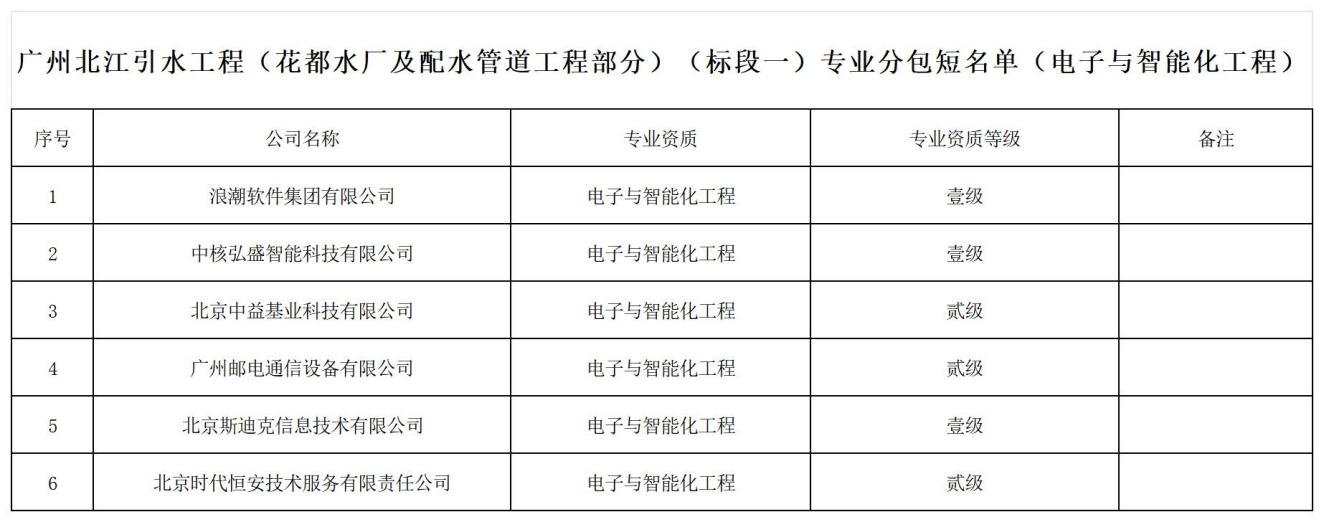 广州北江引水工程（花都水厂及配水管道工程部分）（标段一）专业分包短名单（电子与智能化工程）
序号 公司名称 专业资质 专业资质等级 备注
1 浪潮软件集团有限公司 电子与智能化工程 壹级
2 中核弘盛智能科技有限公司 电子与智能化工程 壹级
3 北京中益基业科技有限公司 电子与智能化工程 贰级
4 广州邮电通信设备有限公司 电子与智能化工程 贰级
5 北京斯迪克信息技术有限公司 电子与智能化工程 壹级
6 北京时代恒安技术服务有限责任公司 电子与智能化工程 贰级